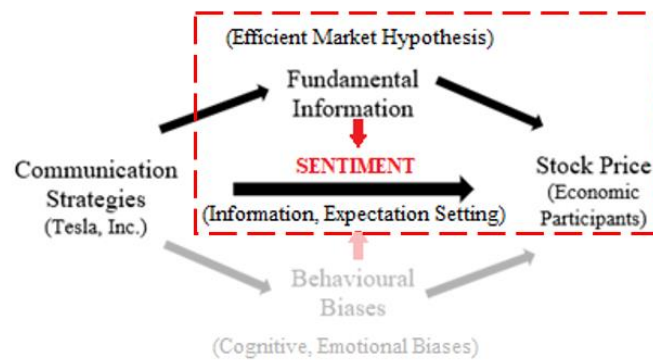 (Efficient Market Hypothesis)
Fundamental
Information
SENTIMENT
Communication
Strategies
(Tesla, Inc.)
(Information, Expectation Setting)
Stock Price
(Economic
Participants)
Behavioural
Biases
(Cognitive, Emotional Biases)